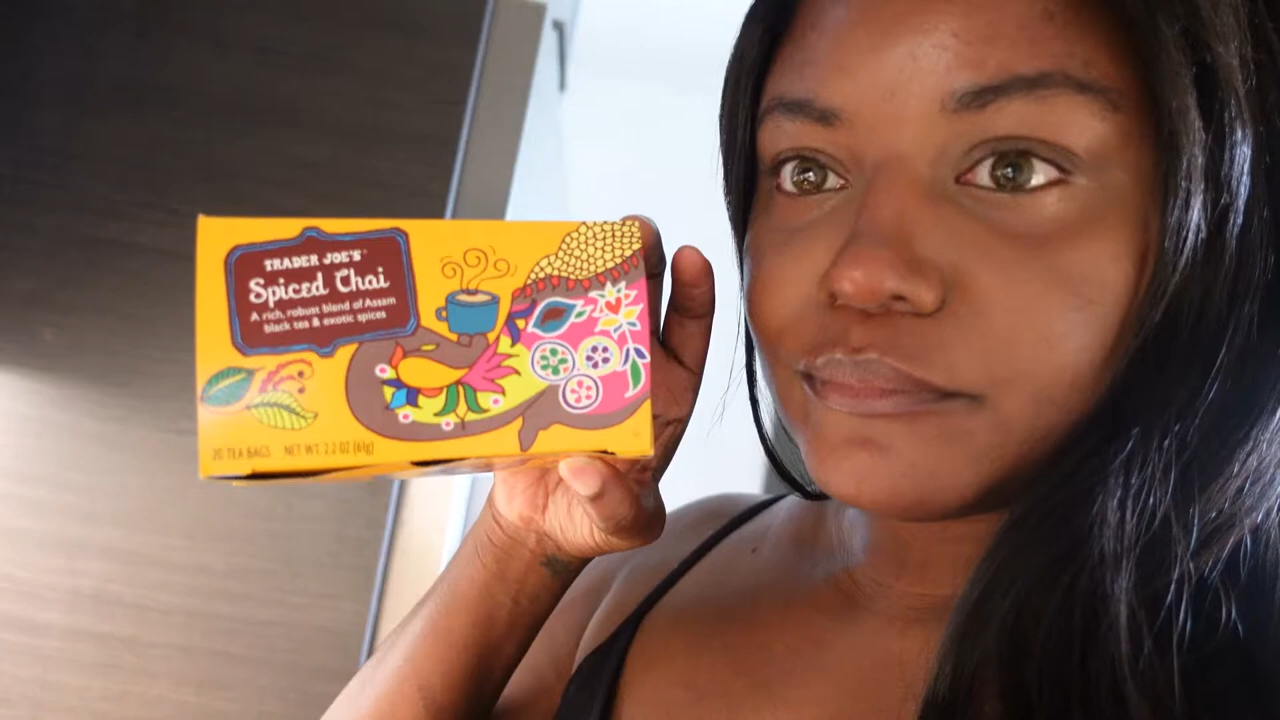 TRADER JOE'S
Spiced Chai
A rich, robust blend of Assam
black tea & exotic spices
20 TEA BAGS NET WT. 2.2 OZ (61g)